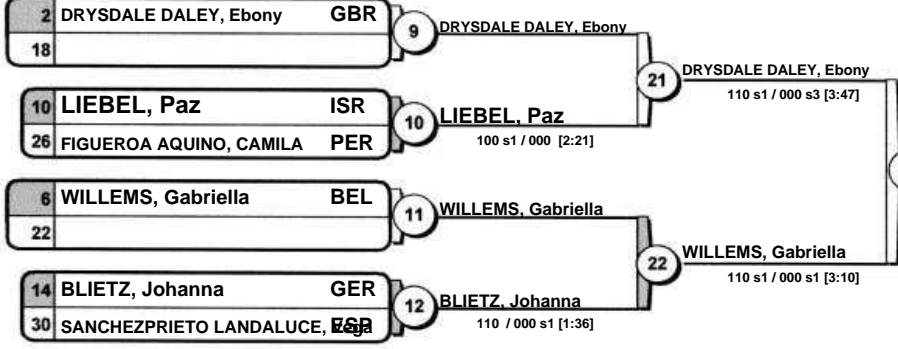 2 DRYSDALE DALEY, Ebony GBR
18
9
DRYSDALE DALEY, Ebony
10 LIEBEL, Paz ISR
26 FIGUEROA AQUINO, CAMILA PER
10
LIEBEL, Paz
100 s1 / 000 [2:21]
21
DRYSDALE DALEY, Ebony
110 s1 / 000 s3 [3:47]
6 WILLEMS, Gabriella BEL
22
11
WILLEMS, Gabriella
14 BLIETZ, Johanna GER
30 SANCHEZPRIETO LANDALUCE, Vega ESP
12
BLIETZ, Johanna
110 / 000 s1 [1:36]
22
WILLEMS, Gabriella
110 s1 / 000 s1 [3:10]